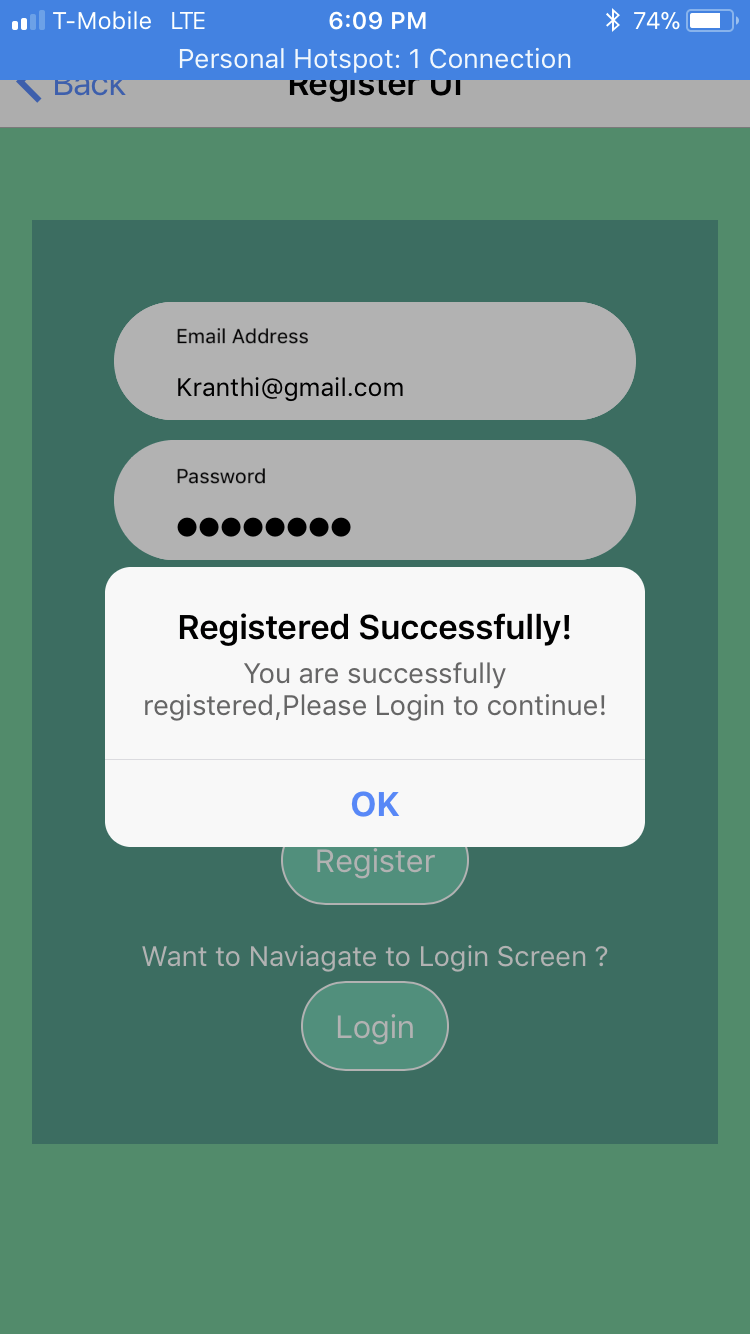 T-Mobile LTE 6:09 PM 74%
Personal Hotspot: 1 Connection
Back Register UI
Email Address
Kranthi@gmail.com
Password
Registered Successfully!
You are successfully
registered,Please Login to continue!
OK
Register
Want to Naviagate to Login Screen ?
Login